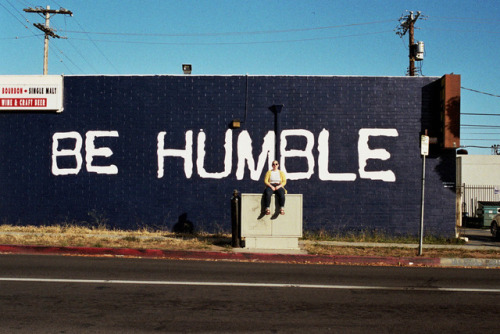 BOURBON • SINGLE MALT
WINE & CRAFT BEER
BE HUMBLE